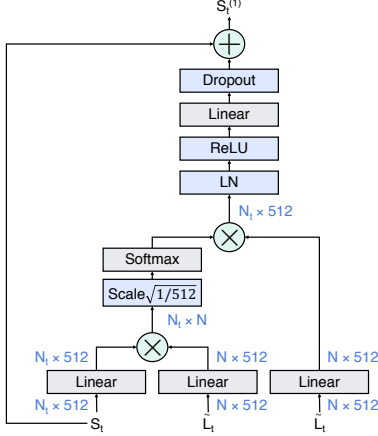 S_t^(1)
+
Dropout
Linear
ReLU
LN
N_t × 512
×
Softmax
Scale√1/512
N_t × N
×
N_t × 512 N × 512 N × 512
Linear Linear Linear
N_t × 512 N × 512 N × 512
S_t L̃_t L̃_t